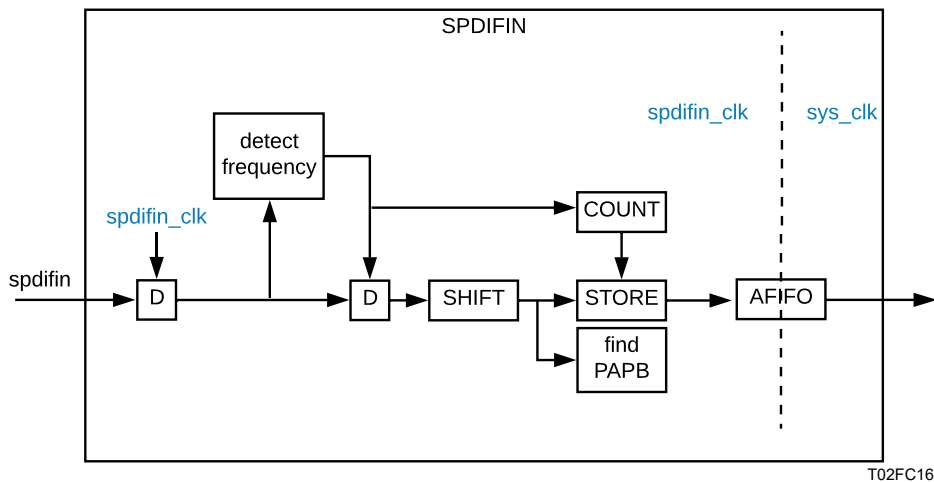 SPDIFIN
spdifin_clk
sys_clk
detect
frequency
spdifin_clk
COUNT
spdifin
D
D
SHIFT
STORE
AFIFO
find
PAPB
T02FC16